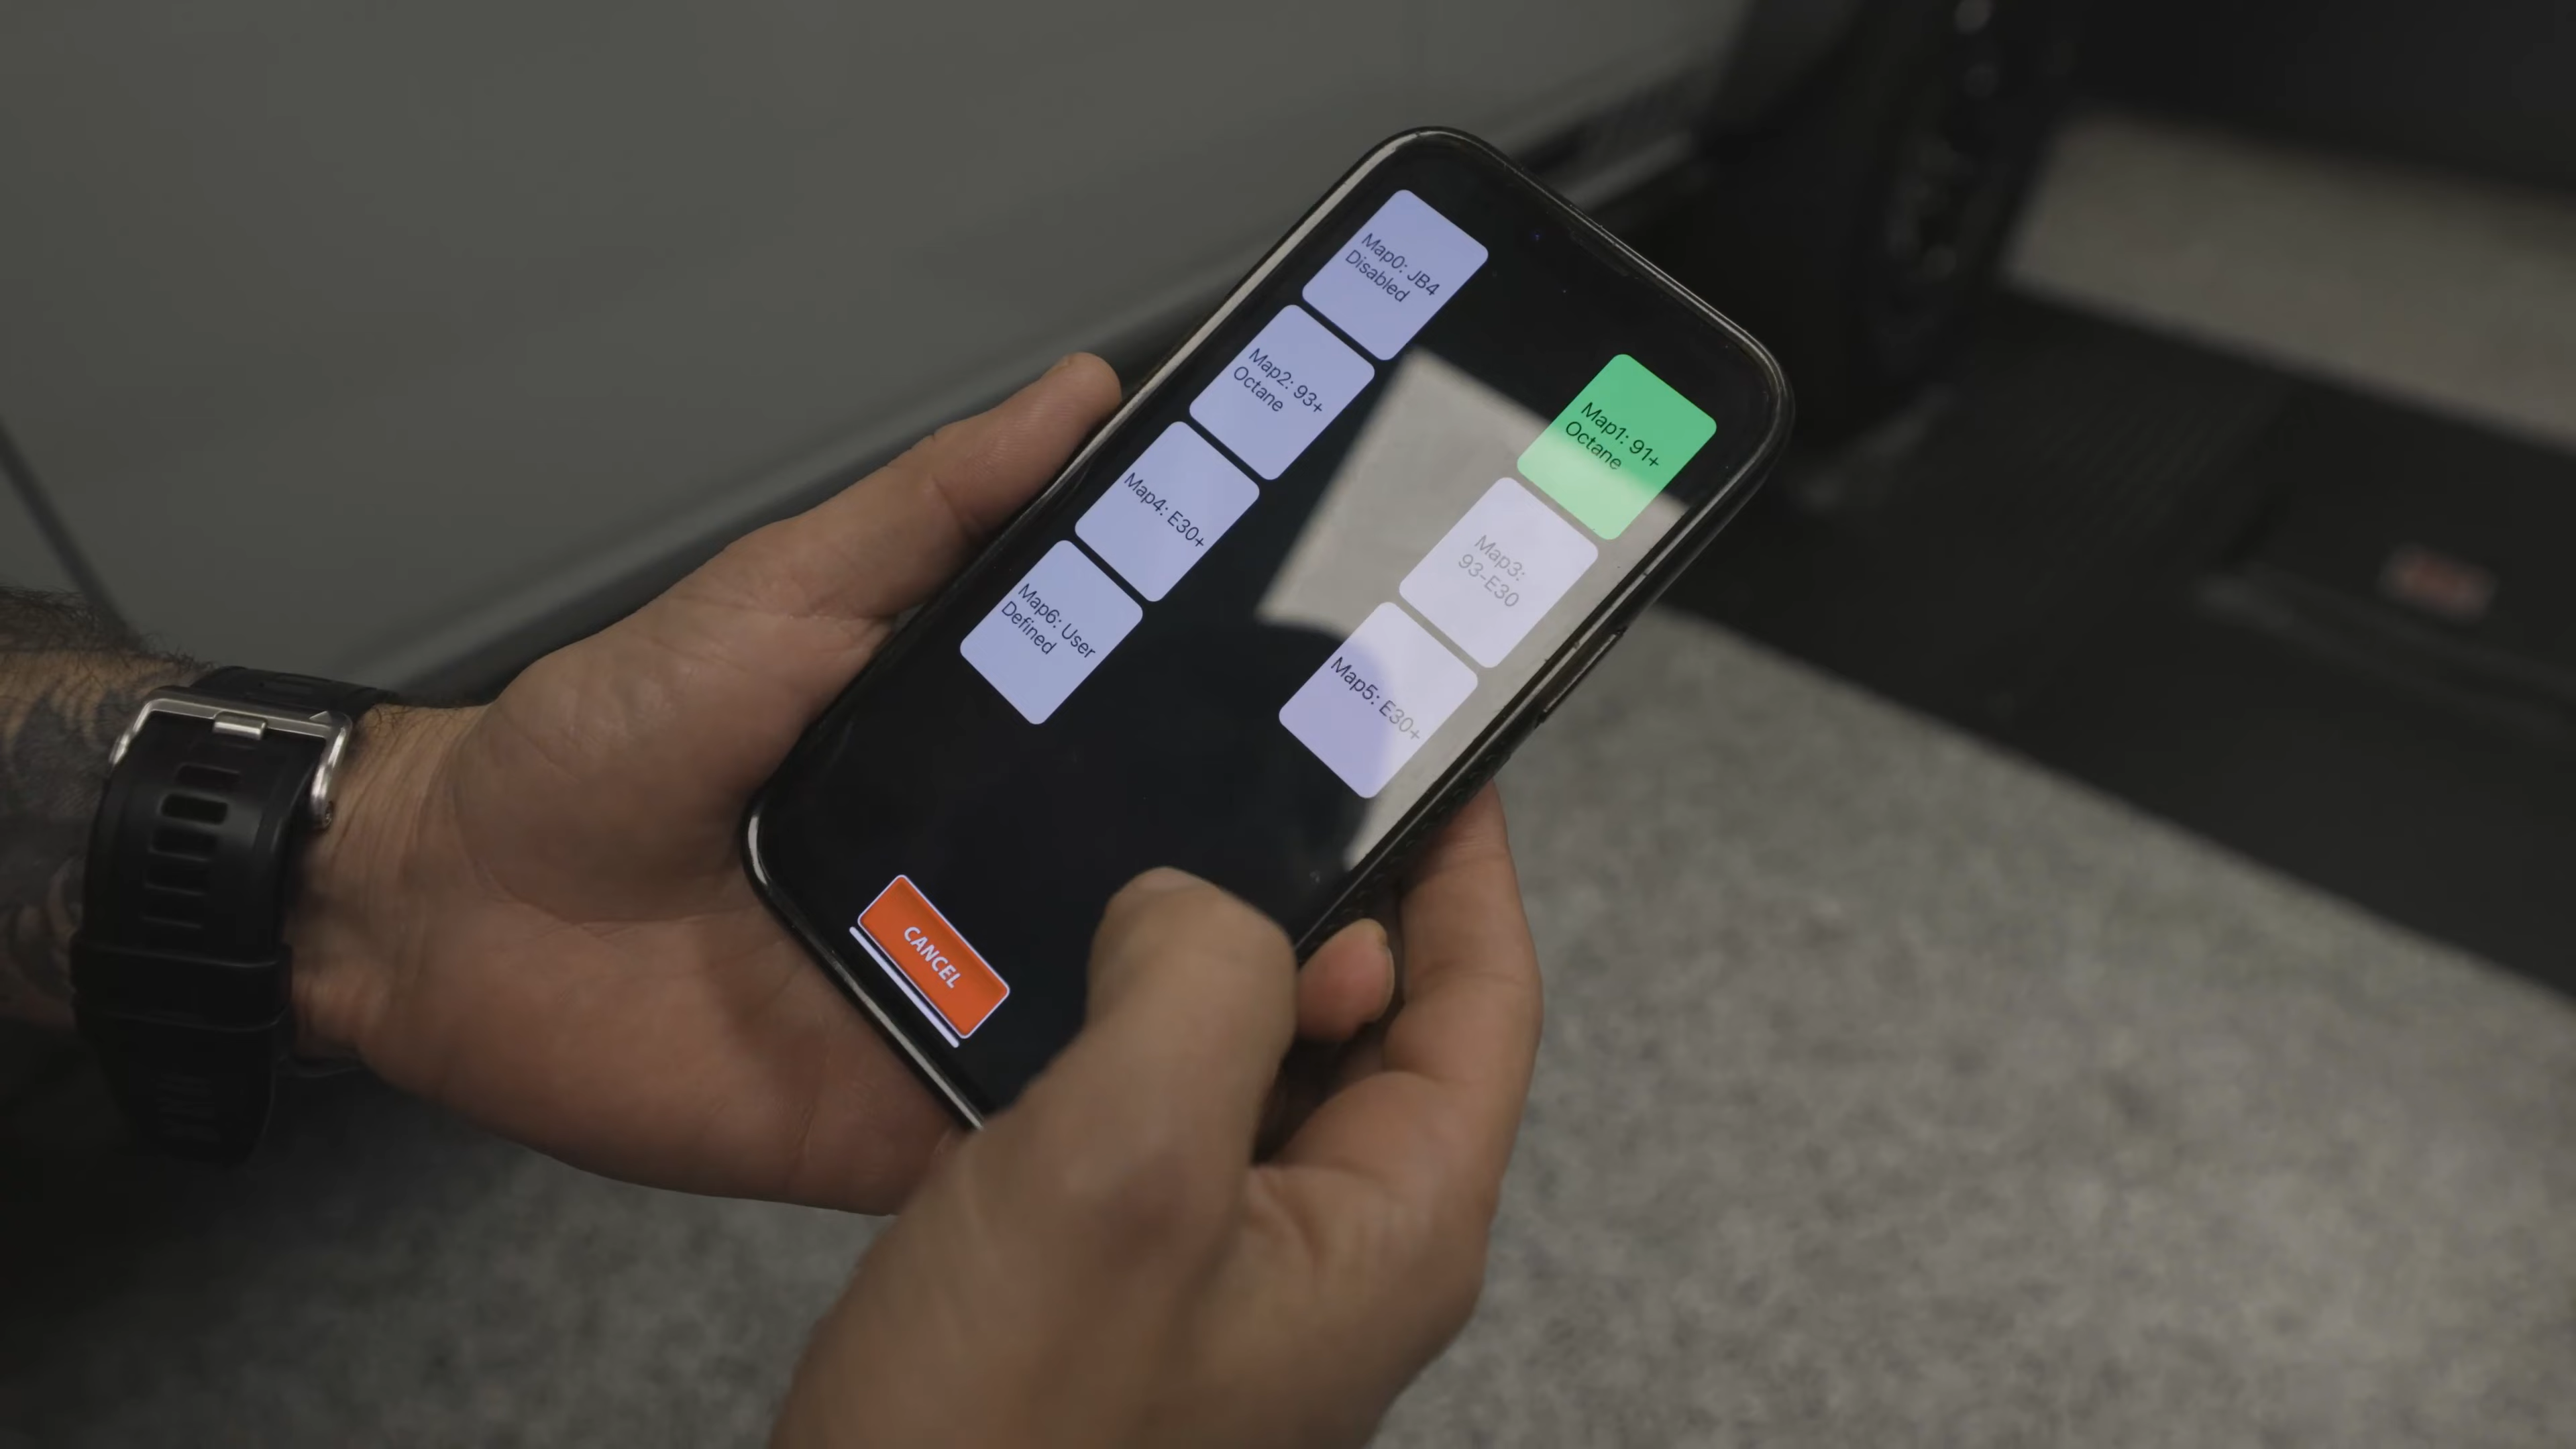 Map0: JB4
Disabled
Map1: 91+
Octane
Map2: 93+
Octane
Map3:
93-E30
Map4: E30+
Map5: E30+
Map6: User
Defined
CANCEL